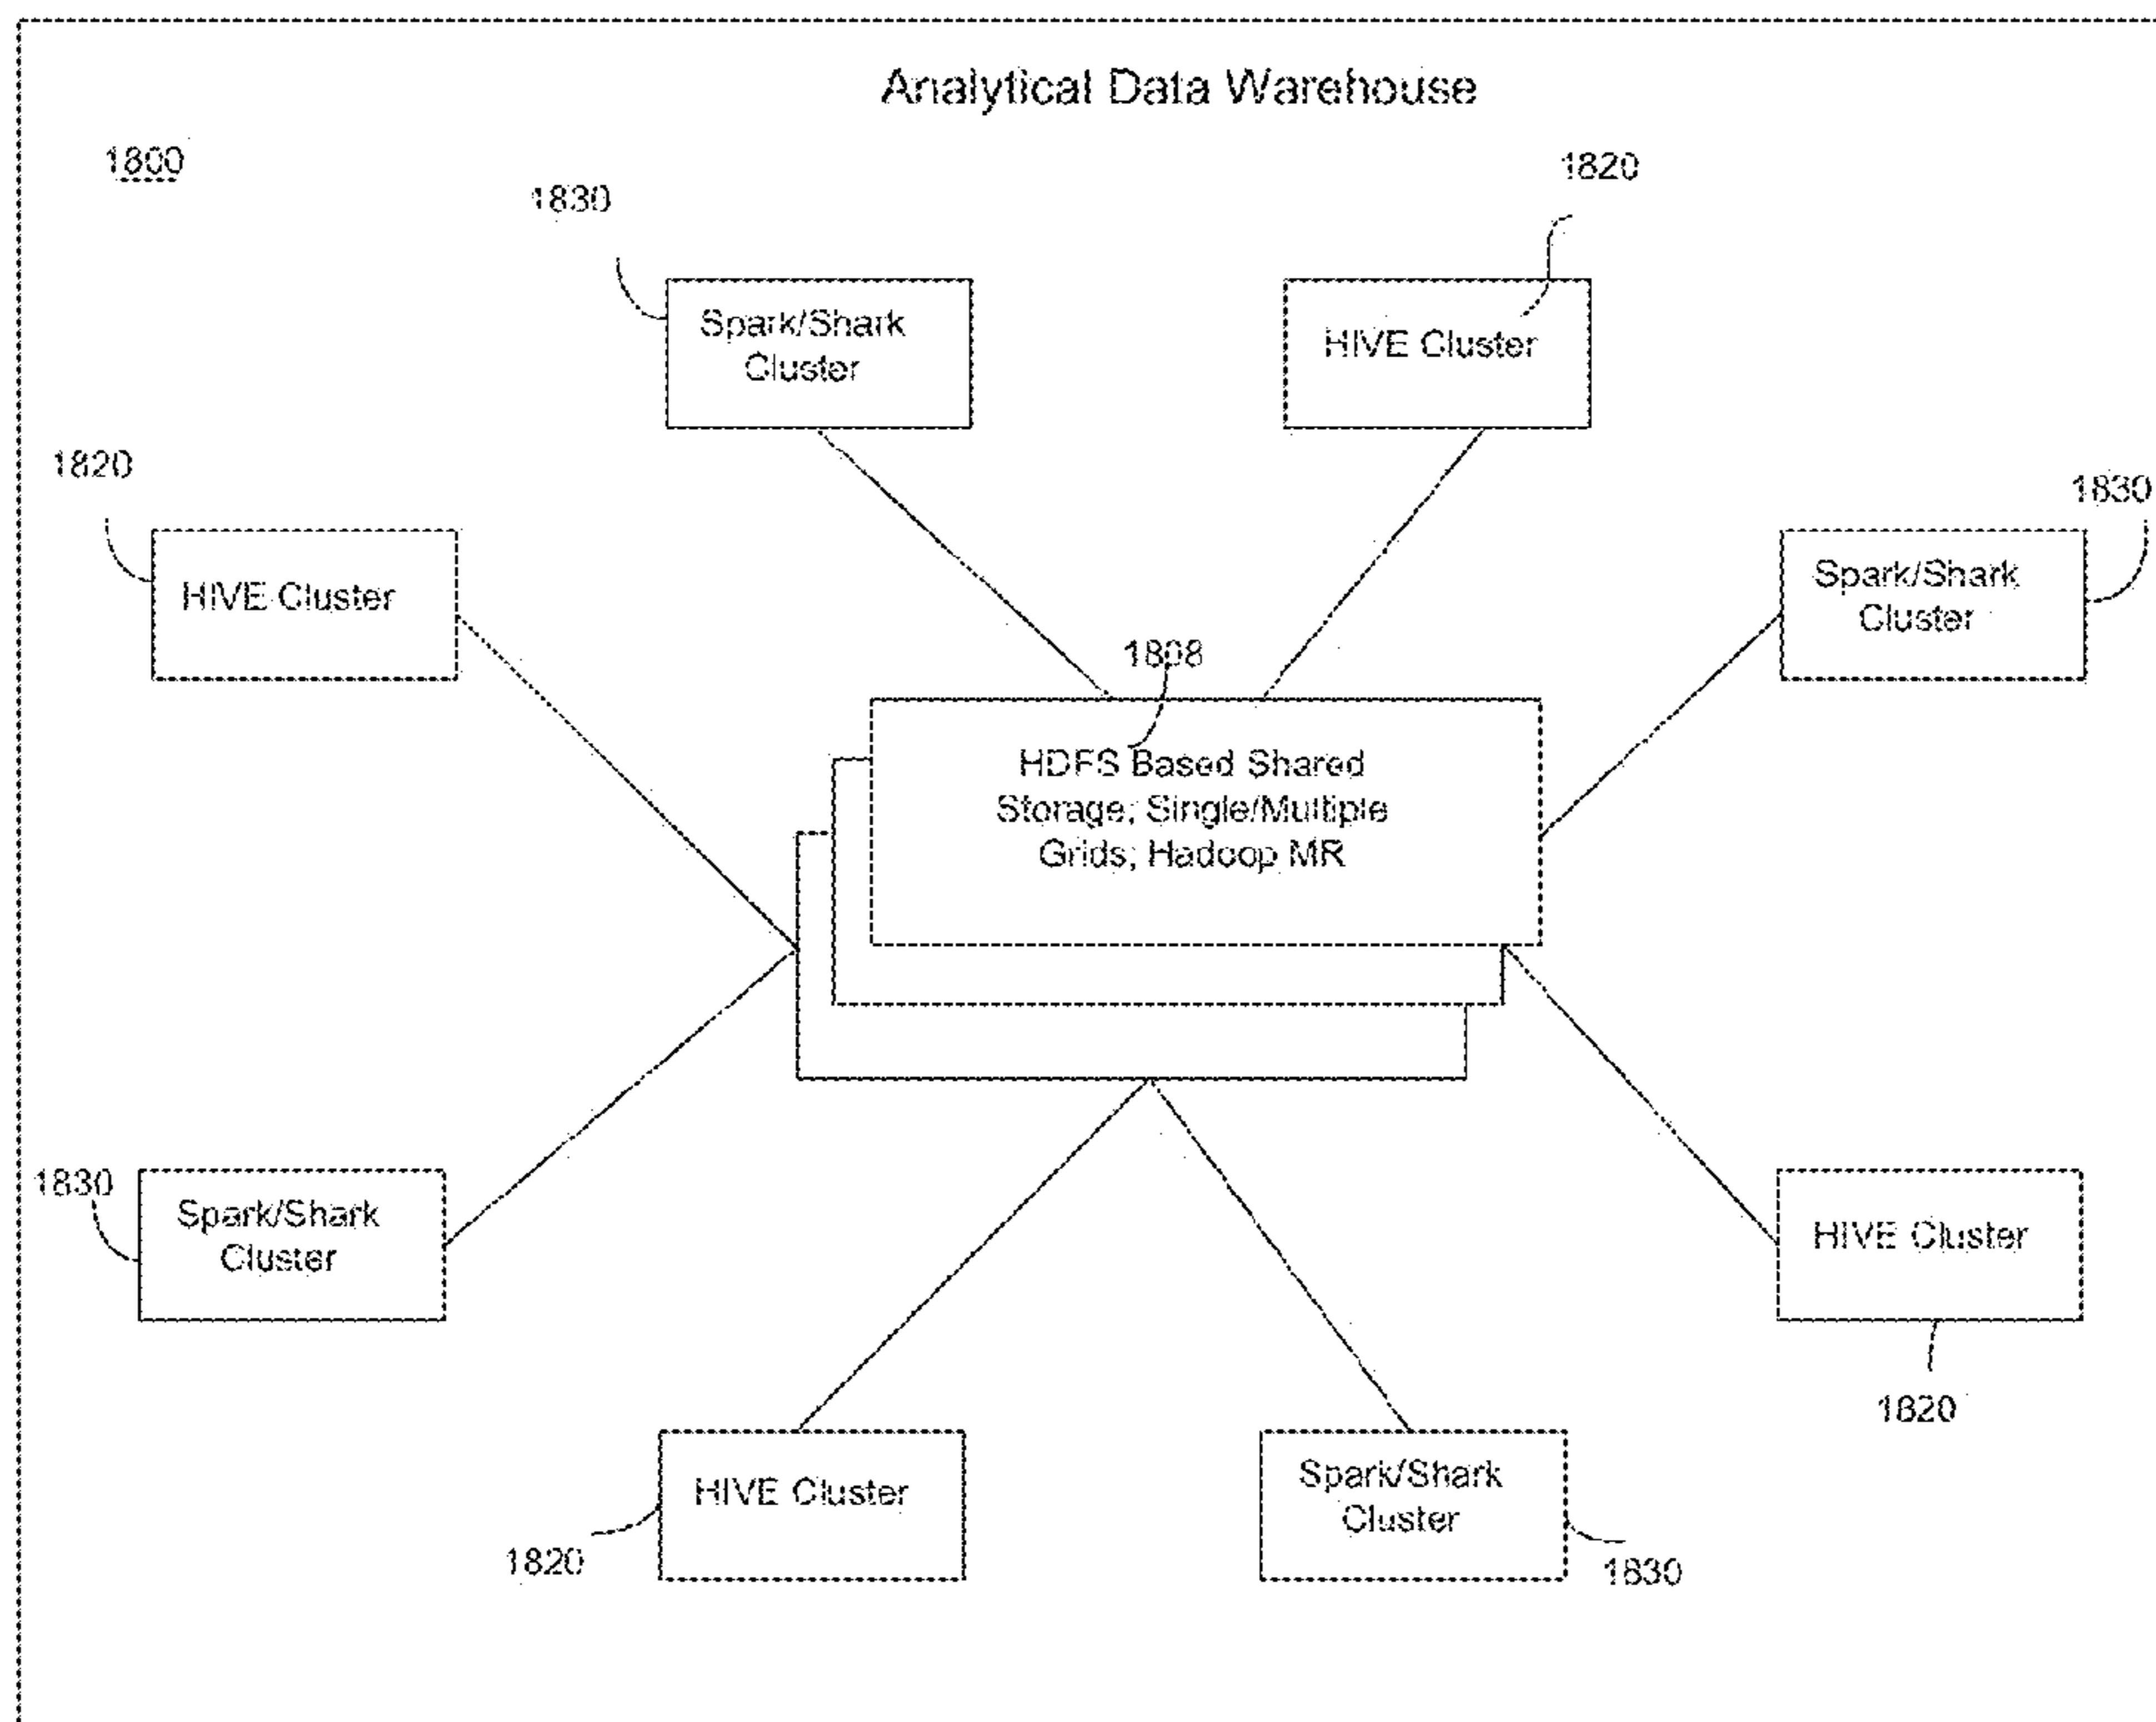 Analytical Data Warehouse
1800
1830
1820
Spark/Shark
Cluster
HIVE Cluster
1820
1830
HIVE Cluster
Spark/Shark
Cluster
1808
HDFS Based Shared
Storage; Single/Multiple
Grids; Hadoop MR
1830
Spark/Shark
Cluster
HIVE Cluster
1820
HIVE Cluster
Spark/Shark
Cluster
1820
1830